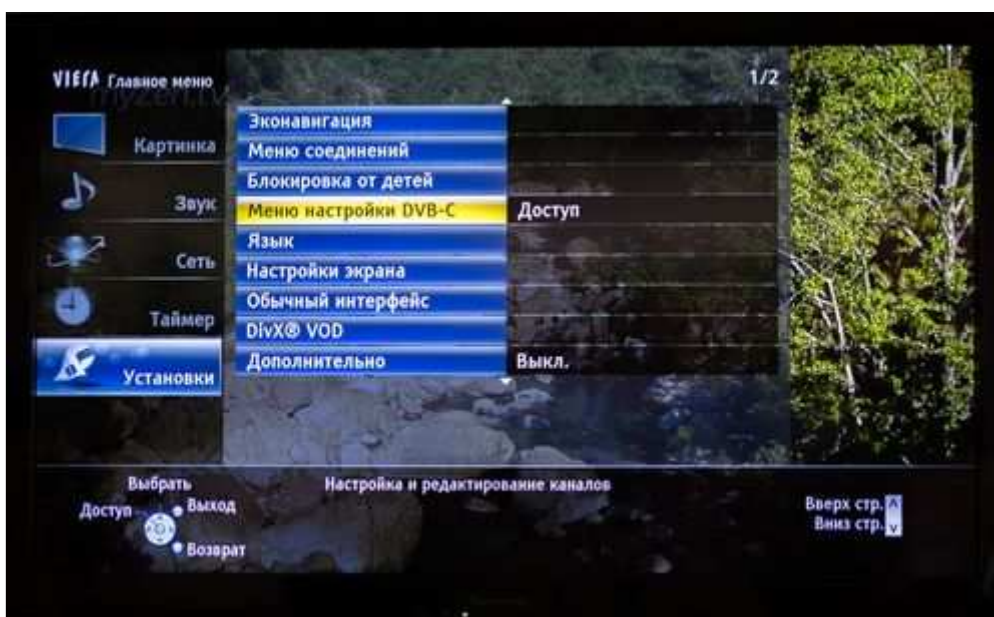 VIERA Главное меню
1/2
myzen.tv
Картинка
Звук
Сеть
Таймер
Установки
Эконавигация
Меню соединений
Блокировка от детей
Меню настройки DVB-C
Доступ
Язык
Настройки экрана
Обычный интерфейс
DivX® VOD
Дополнительно
Выкл.
Выбрать
Доступ
Выход
Возврат
Настройка и редактирование каналов
Вверх стр.
Вниз стр.